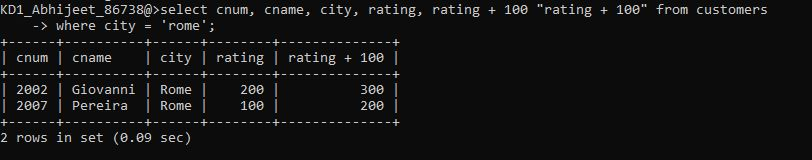 KD1_Abhijeet_86738@>select cnum, cname, city, rating, rating + 100 "rating + 100" from customers
    -> where city = 'rome';
+------+----------+------+--------+--------------+
| cnum | cname    | city | rating | rating + 100 |
+------+----------+------+--------+--------------+
| 2002 | Giovanni | Rome |    200 |          300 |
| 2007 | Pereira  | Rome |    100 |          200 |
+------+----------+------+--------+--------------+
2 rows in set (0.09 sec)